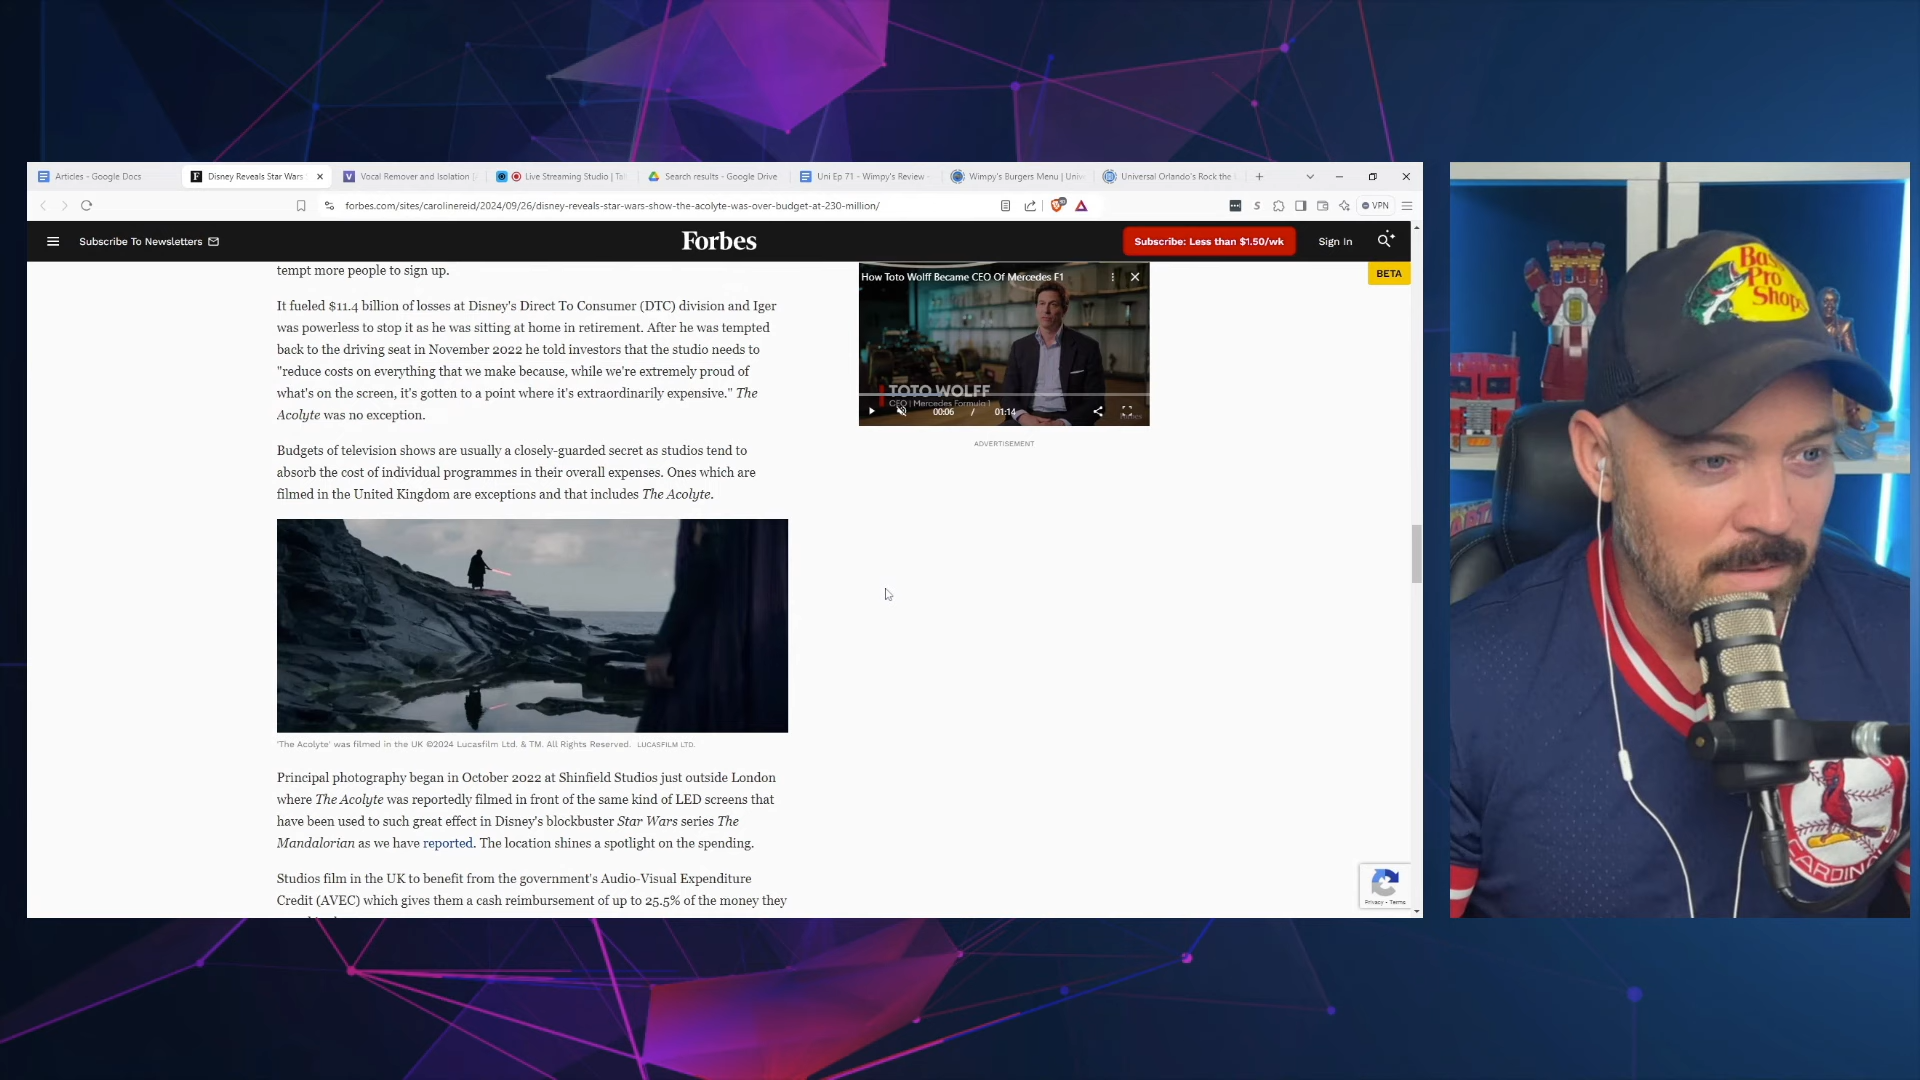 Articles - Google Docs
Disney Reveals Star Wars
Vocal Remover and Isolation |
Live Streaming Studio | Ta
Search results - Google Drive
Uni Ep 71 - Wimpy's Review -
Wimpy's Burgers Menu | Univ
Universal Orlando's Rock the
forbes.com/sites/carolinereid/2024/09/26/disney-reveals-star-wars-show-the-acolyte-was-over-budget-at-230-million/
VPN
Subscribe To Newsletters
Forbes
Subscribe: Less than $1.50/wk
Sign In
BETA
tempt more people to sign up.
It fueled $11.4 billion of losses at Disney's Direct To Consumer (DTC) division and Iger
was powerless to stop it as he was sitting at home in retirement. After he was tempted
back to the driving seat in November 2022 he told investors that the studio needs to
"reduce costs on everything that we make because, while we're extremely proud of
what's on the screen, it's gotten to a point where it's extraordinarily expensive." The
Acolyte was no exception.
Budgets of television shows are usually a closely-guarded secret as studios tend to
absorb the cost of individual programmes in their overall expenses. Ones which are
filmed in the United Kingdom are exceptions and that includes The Acolyte.
'The Acolyte' was filmed in the UK ©2024 Lucasfilm Ltd. & TM. All Rights Reserved. LUCASFILM LTD.
Principal photography began in October 2022 at Shinfield Studios just outside London
where The Acolyte was reportedly filmed in front of the same kind of LED screens that
have been used to such great effect in Disney's blockbuster Star Wars series The
Mandalorian as we have reported. The location shines a spotlight on the spending.
Studios film in the UK to benefit from the government's Audio-Visual Expenditure
Credit (AVEC) which gives them a cash reimbursement of up to 25.5% of the money they
How Toto Wolff Became CEO Of Mercedes F1
TOTO WOLFF
CEO | Mercedes Formula 1
00:06 / 01:14
ADVERTISEMENT
Privacy - Terms
Bass
Pro
Shops
CARDINALS